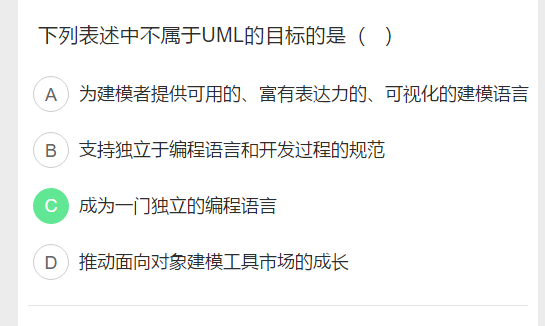 下列表述中不属于UML的目标的是（ ）
A 为建模者提供可用的、富有表达力的、可视化的建模语言
B 支持独立于编程语言和开发过程的规范
C 成为一门独立的编程语言
D 推动面向对象建模工具市场的成长